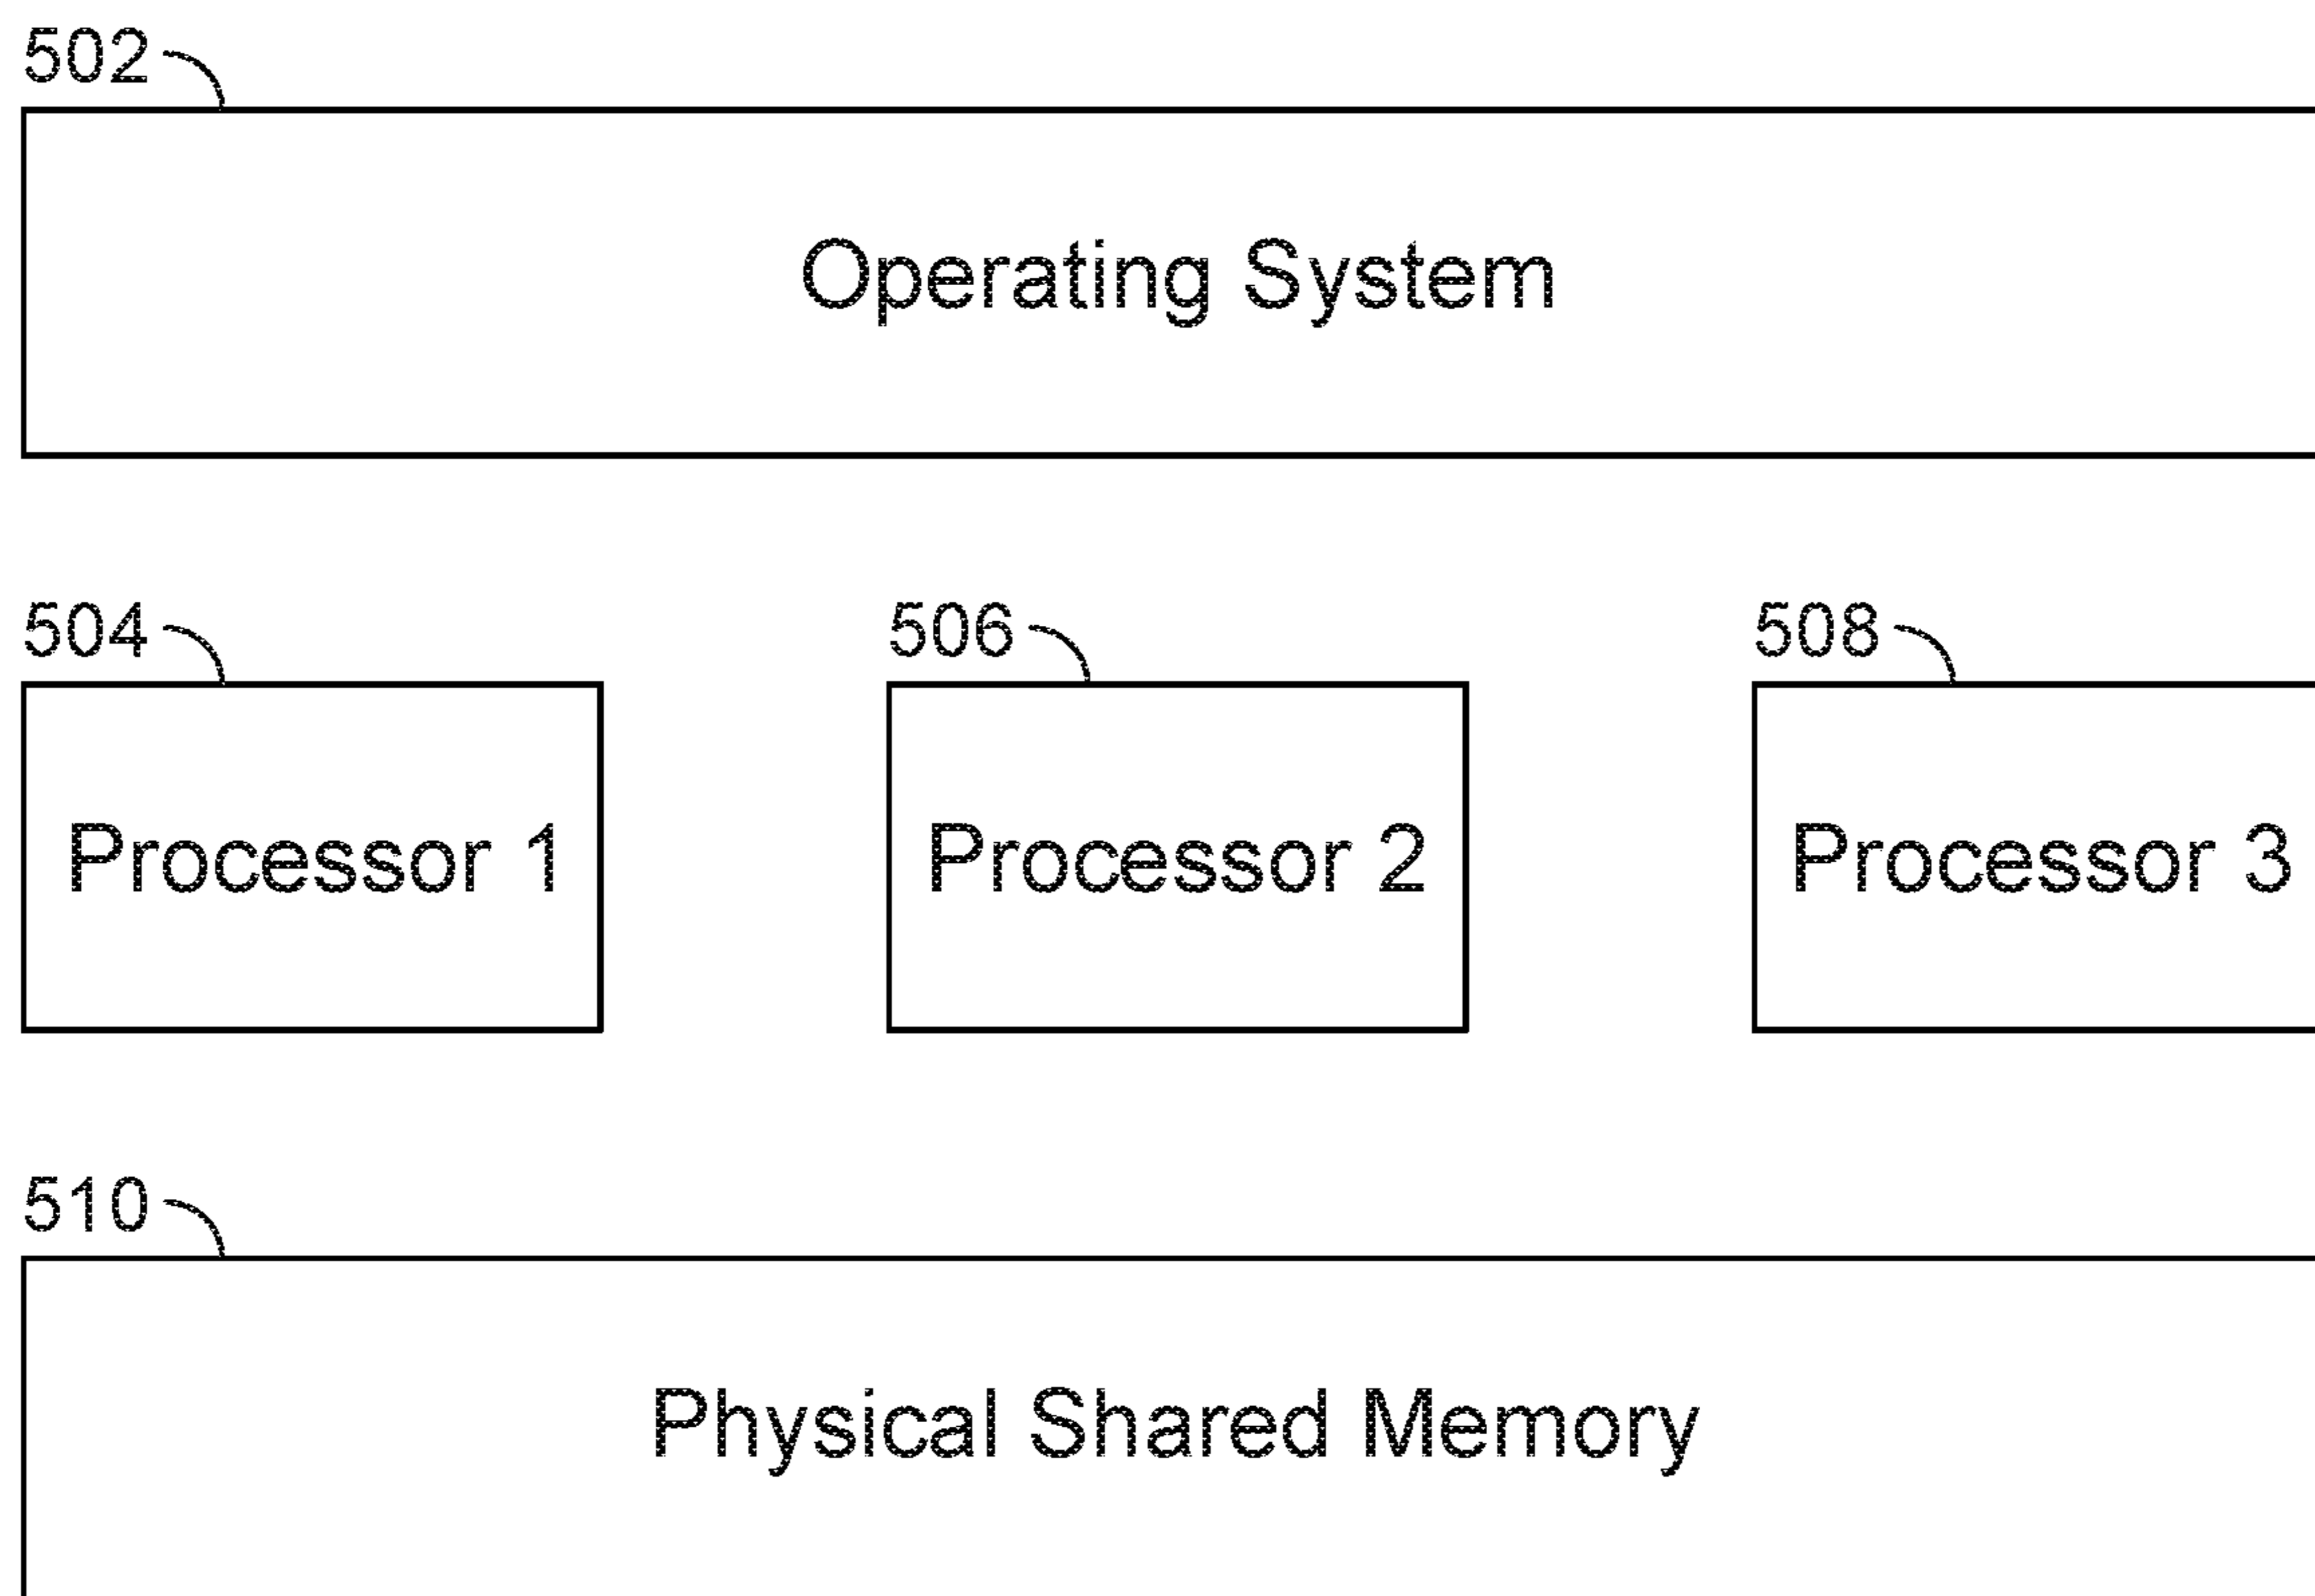 502
Operating System
504 506 508
Processor 1 Processor 2 Processor 3
510
Physical Shared Memory